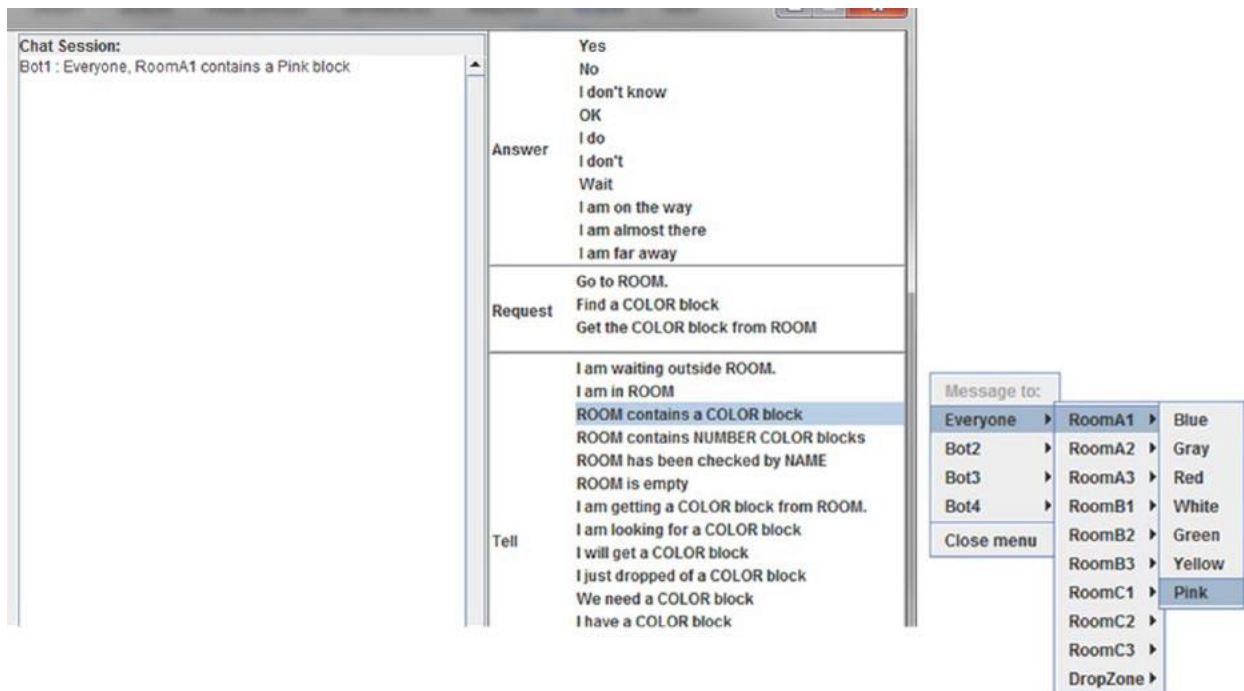 Chat Session:
Bot1 : Everyone, RoomA1 contains a Pink block
Answer
Yes
No
I don't know
OK
I do
I don't
Wait
I am on the way
I am almost there
I am far away
Request
Go to ROOM.
Find a COLOR block
Get the COLOR block from ROOM
Tell
I am waiting outside ROOM.
I am in ROOM
ROOM contains a COLOR block
ROOM contains NUMBER COLOR blocks
ROOM has been checked by NAME
ROOM is empty
I am getting a COLOR block from ROOM.
I am looking for a COLOR block
I will get a COLOR block
I just dropped of a COLOR block
We need a COLOR block
I have a COLOR block
Message to:
Everyone
Bot2
Bot3
Bot4
Close menu
RoomA1
RoomA2
RoomA3
RoomB1
RoomB2
RoomB3
RoomC1
RoomC2
RoomC3
DropZone
Blue
Gray
Red
White
Green
Yellow
Pink